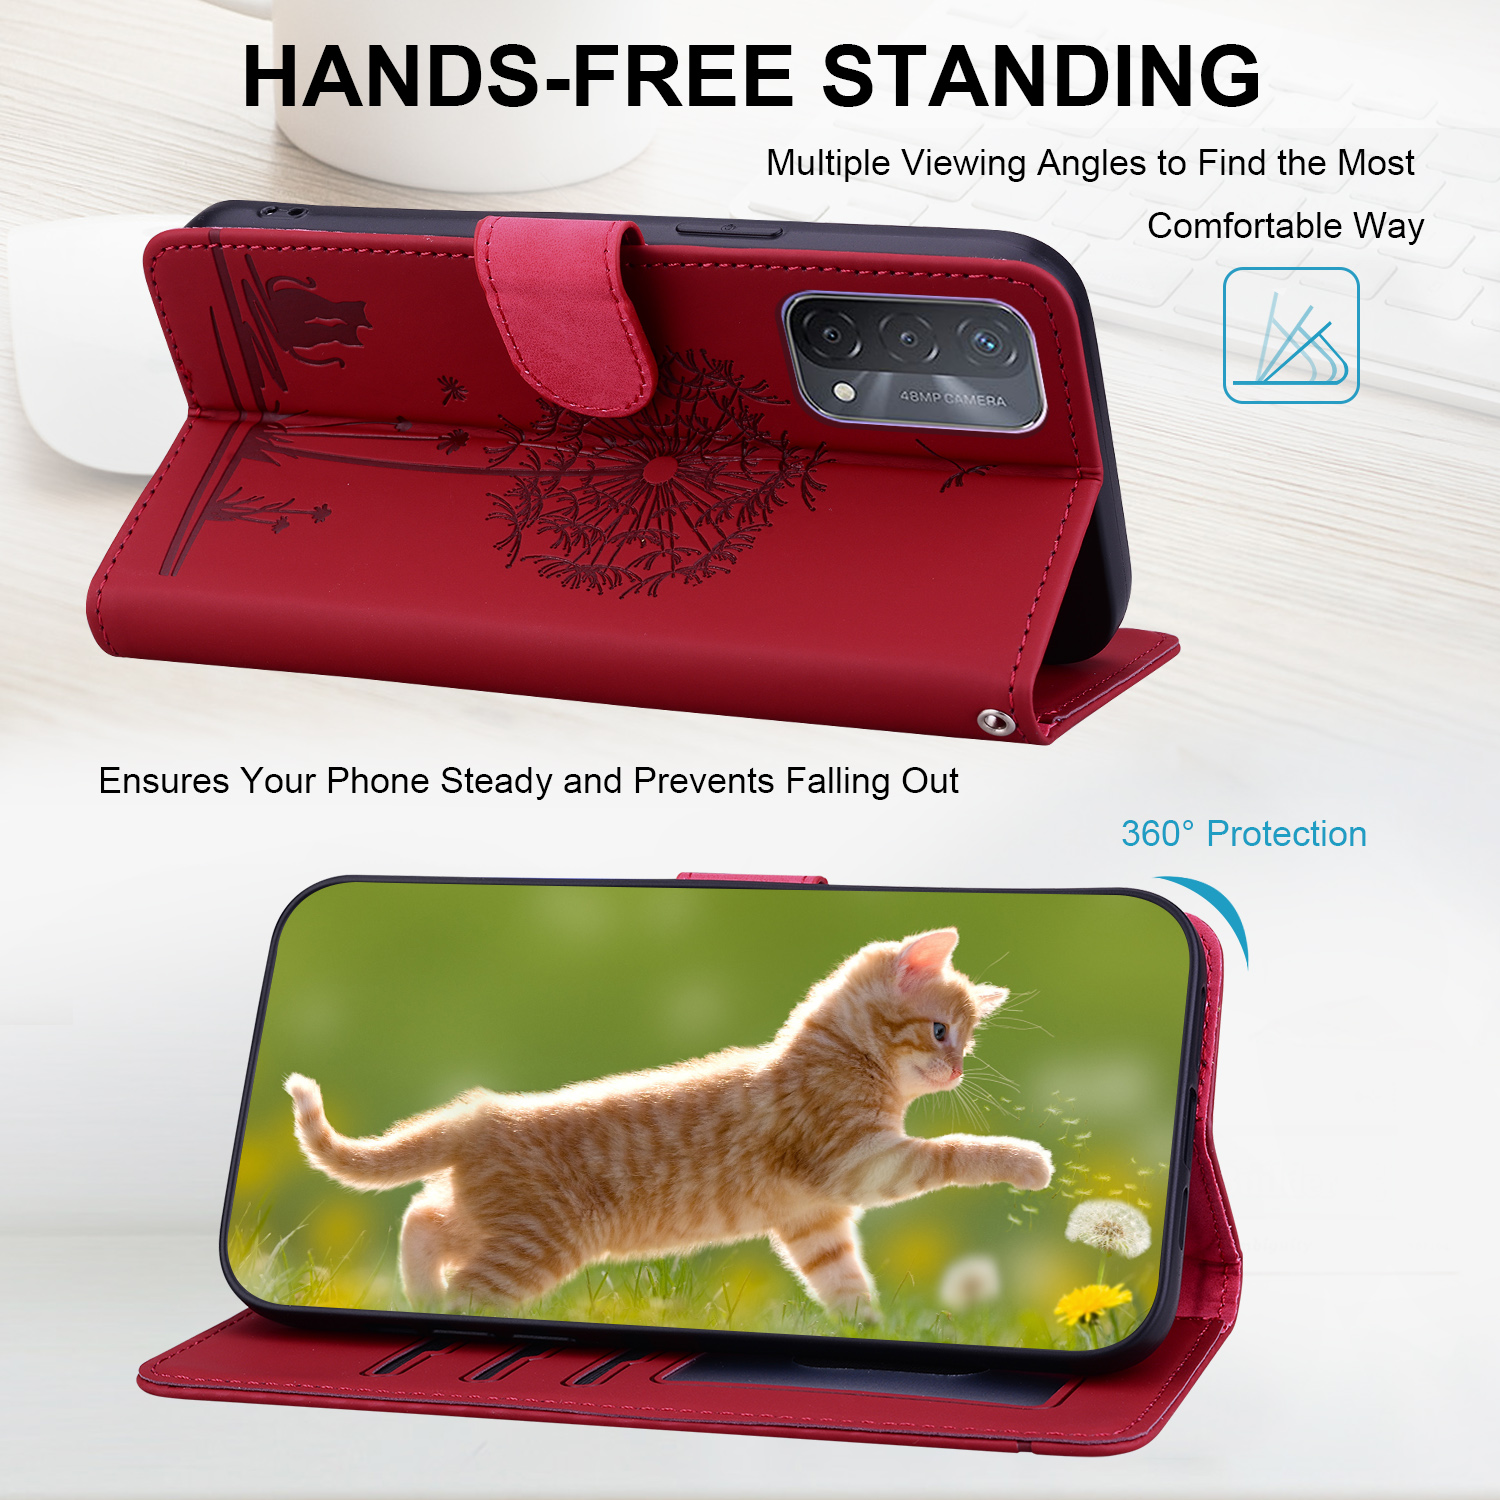 HANDS-FREE STANDING
Multiple Viewing Angles to Find the Most
Comfortable Way
48MP CAMERA
Ensures Your Phone Steady and Prevents Falling Out
360° Protection